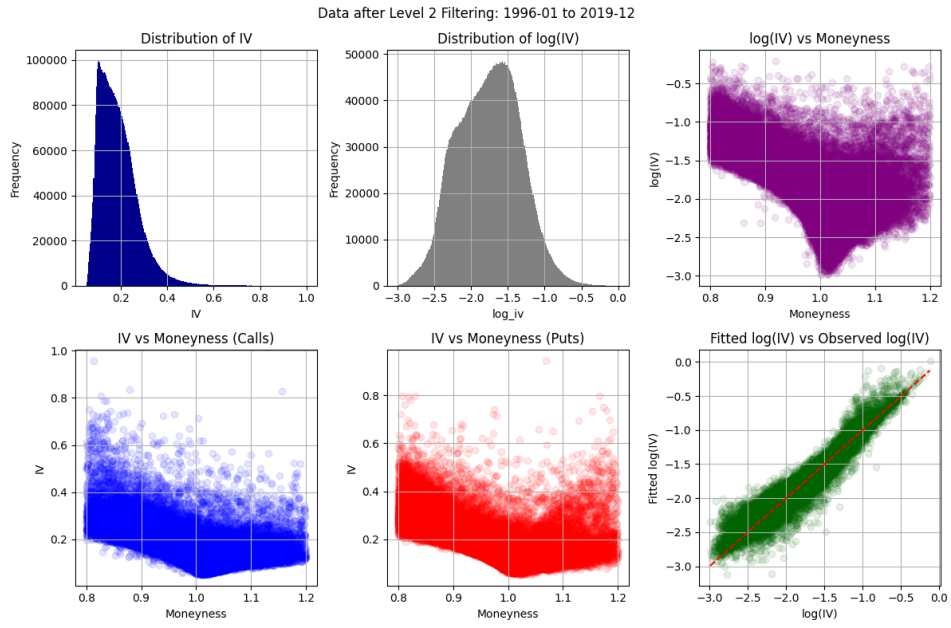 Data after Level 2 Filtering: 1996-01 to 2019-12
Distribution of IV
Frequency
100000
80000
60000
40000
20000
0
0.2 0.4 0.6 0.8 1.0
IV
Distribution of log(IV)
Frequency
50000
40000
30000
20000
10000
0
−3.0 −2.5 −2.0 −1.5 −1.0 −0.5 0.0
log_iv
log(IV) vs Moneyness
log(IV)
−0.5
−1.0
−1.5
−2.0
−2.5
−3.0
0.8 0.9 1.0 1.1 1.2
Moneyness
IV vs Moneyness (Calls)
IV
1.0
0.8
0.6
0.4
0.2
0.8 0.9 1.0 1.1 1.2
Moneyness
IV vs Moneyness (Puts)
IV
0.8
0.6
0.4
0.2
0.8 0.9 1.0 1.1 1.2
Moneyness
Fitted log(IV) vs Observed log(IV)
Fitted log(IV)
0.0
−0.5
−1.0
−1.5
−2.0
−2.5
−3.0
−3.0 −2.5 −2.0 −1.5 −1.0 −0.5 0.0
log(IV)